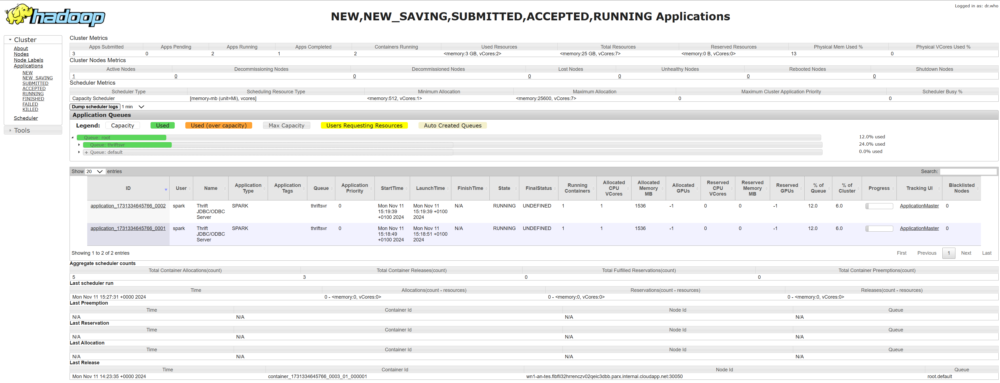 Logged in as: dr.who
hadoop
NEW,NEW_SAVING,SUBMITTED,ACCEPTED,RUNNING Applications
Cluster
About
Nodes
Node Labels
Applications
NEW
NEW_SAVING
SUBMITTED
ACCEPTED
RUNNING
FINISHED
FAILED
KILLED
Scheduler
Tools
Cluster Metrics
Apps Submitted Apps Pending Apps Running Apps Completed Containers Running Used Resources Total Resources Reserved Resources Physical Mem Used % Physical VCores Used %
3 0 2 1 2 <memory:3 GB, vCores:2> <memory:25 GB, vCores:7> <memory:0 B, vCores:0> 13 0
Cluster Nodes Metrics
Active Nodes Decommissioning Nodes Decommissioned Nodes Lost Nodes Unhealthy Nodes Rebooted Nodes Shutdown Nodes
1 0 0 0 0 0 0
Scheduler Metrics
Scheduler Type Scheduling Resource Type Minimum Allocation Maximum Allocation Maximum Cluster Application Priority Scheduler Busy %
Capacity Scheduler [memory-mb (unit=Mi), vcores] <memory:512, vCores:1> <memory:25600, vCores:7> 0 0
Dump scheduler logs 1 min
Application Queues
Legend: Capacity Used Used (over capacity) Max Capacity Users Requesting Resources Auto Created Queues
Queue: root 12.0% used
Queue: thriftsvr 24.0% used
+ Queue: default 0.0% used
Show 20 entries Search:
ID User Name Application Type Application Tags Queue Application Priority StartTime LaunchTime FinishTime State FinalStatus Running Containers Allocated CPU VCores Allocated Memory MB Allocated GPUs Reserved CPU VCores Reserved Memory MB Reserved GPUs % of Queue % of Cluster Progress Tracking UI Blacklisted Nodes
application_1731334645766_0002 spark Thrift JDBC/ODBC Server SPARK thriftsvr 0 Mon Nov 11 15:19:39 +0100 2024 Mon Nov 11 15:19:39 +0100 2024 N/A RUNNING UNDEFINED 1 1 1536 -1 0 0 -1 12.0 6.0 ApplicationMaster 0
application_1731334645766_0001 spark Thrift JDBC/ODBC Server SPARK thriftsvr 0 Mon Nov 11 15:18:49 +0100 2024 Mon Nov 11 15:18:51 +0100 2024 N/A RUNNING UNDEFINED 1 1 1536 -1 0 0 -1 12.0 6.0 ApplicationMaster 0
Showing 1 to 2 of 2 entries First Previous 1 Next Last
Aggregate scheduler counts
Total Container Allocations(count) Total Container Releases(count) Total Fulfilled Reservations(count) Total Container Preemptions(count)
5 3 0 0
Last scheduler run
Time Allocations(count - resources) Reservations(count - resources) Releases(count - resources)
Mon Nov 11 15:27:31 +0000 2024 0 - <memory:0, vCores:0> 0 - <memory:0, vCores:0> 0 - <memory:0, vCores:0>
Last Preemption
Time Container Id Node Id Queue
N/A N/A N/A N/A
Last Reservation
Time Container Id Node Id Queue
N/A N/A N/A N/A
Last Allocation
Time Container Id Node Id Queue
N/A N/A N/A N/A
Last Release
Time Container Id Node Id Queue
Mon Nov 11 14:23:35 +0000 2024 container_1731334645766_0003_01_000001 wn1-an-tes.fibfli32hrrenczv02qeic3dbb.parx.internal.cloudapp.net:30050 root.default